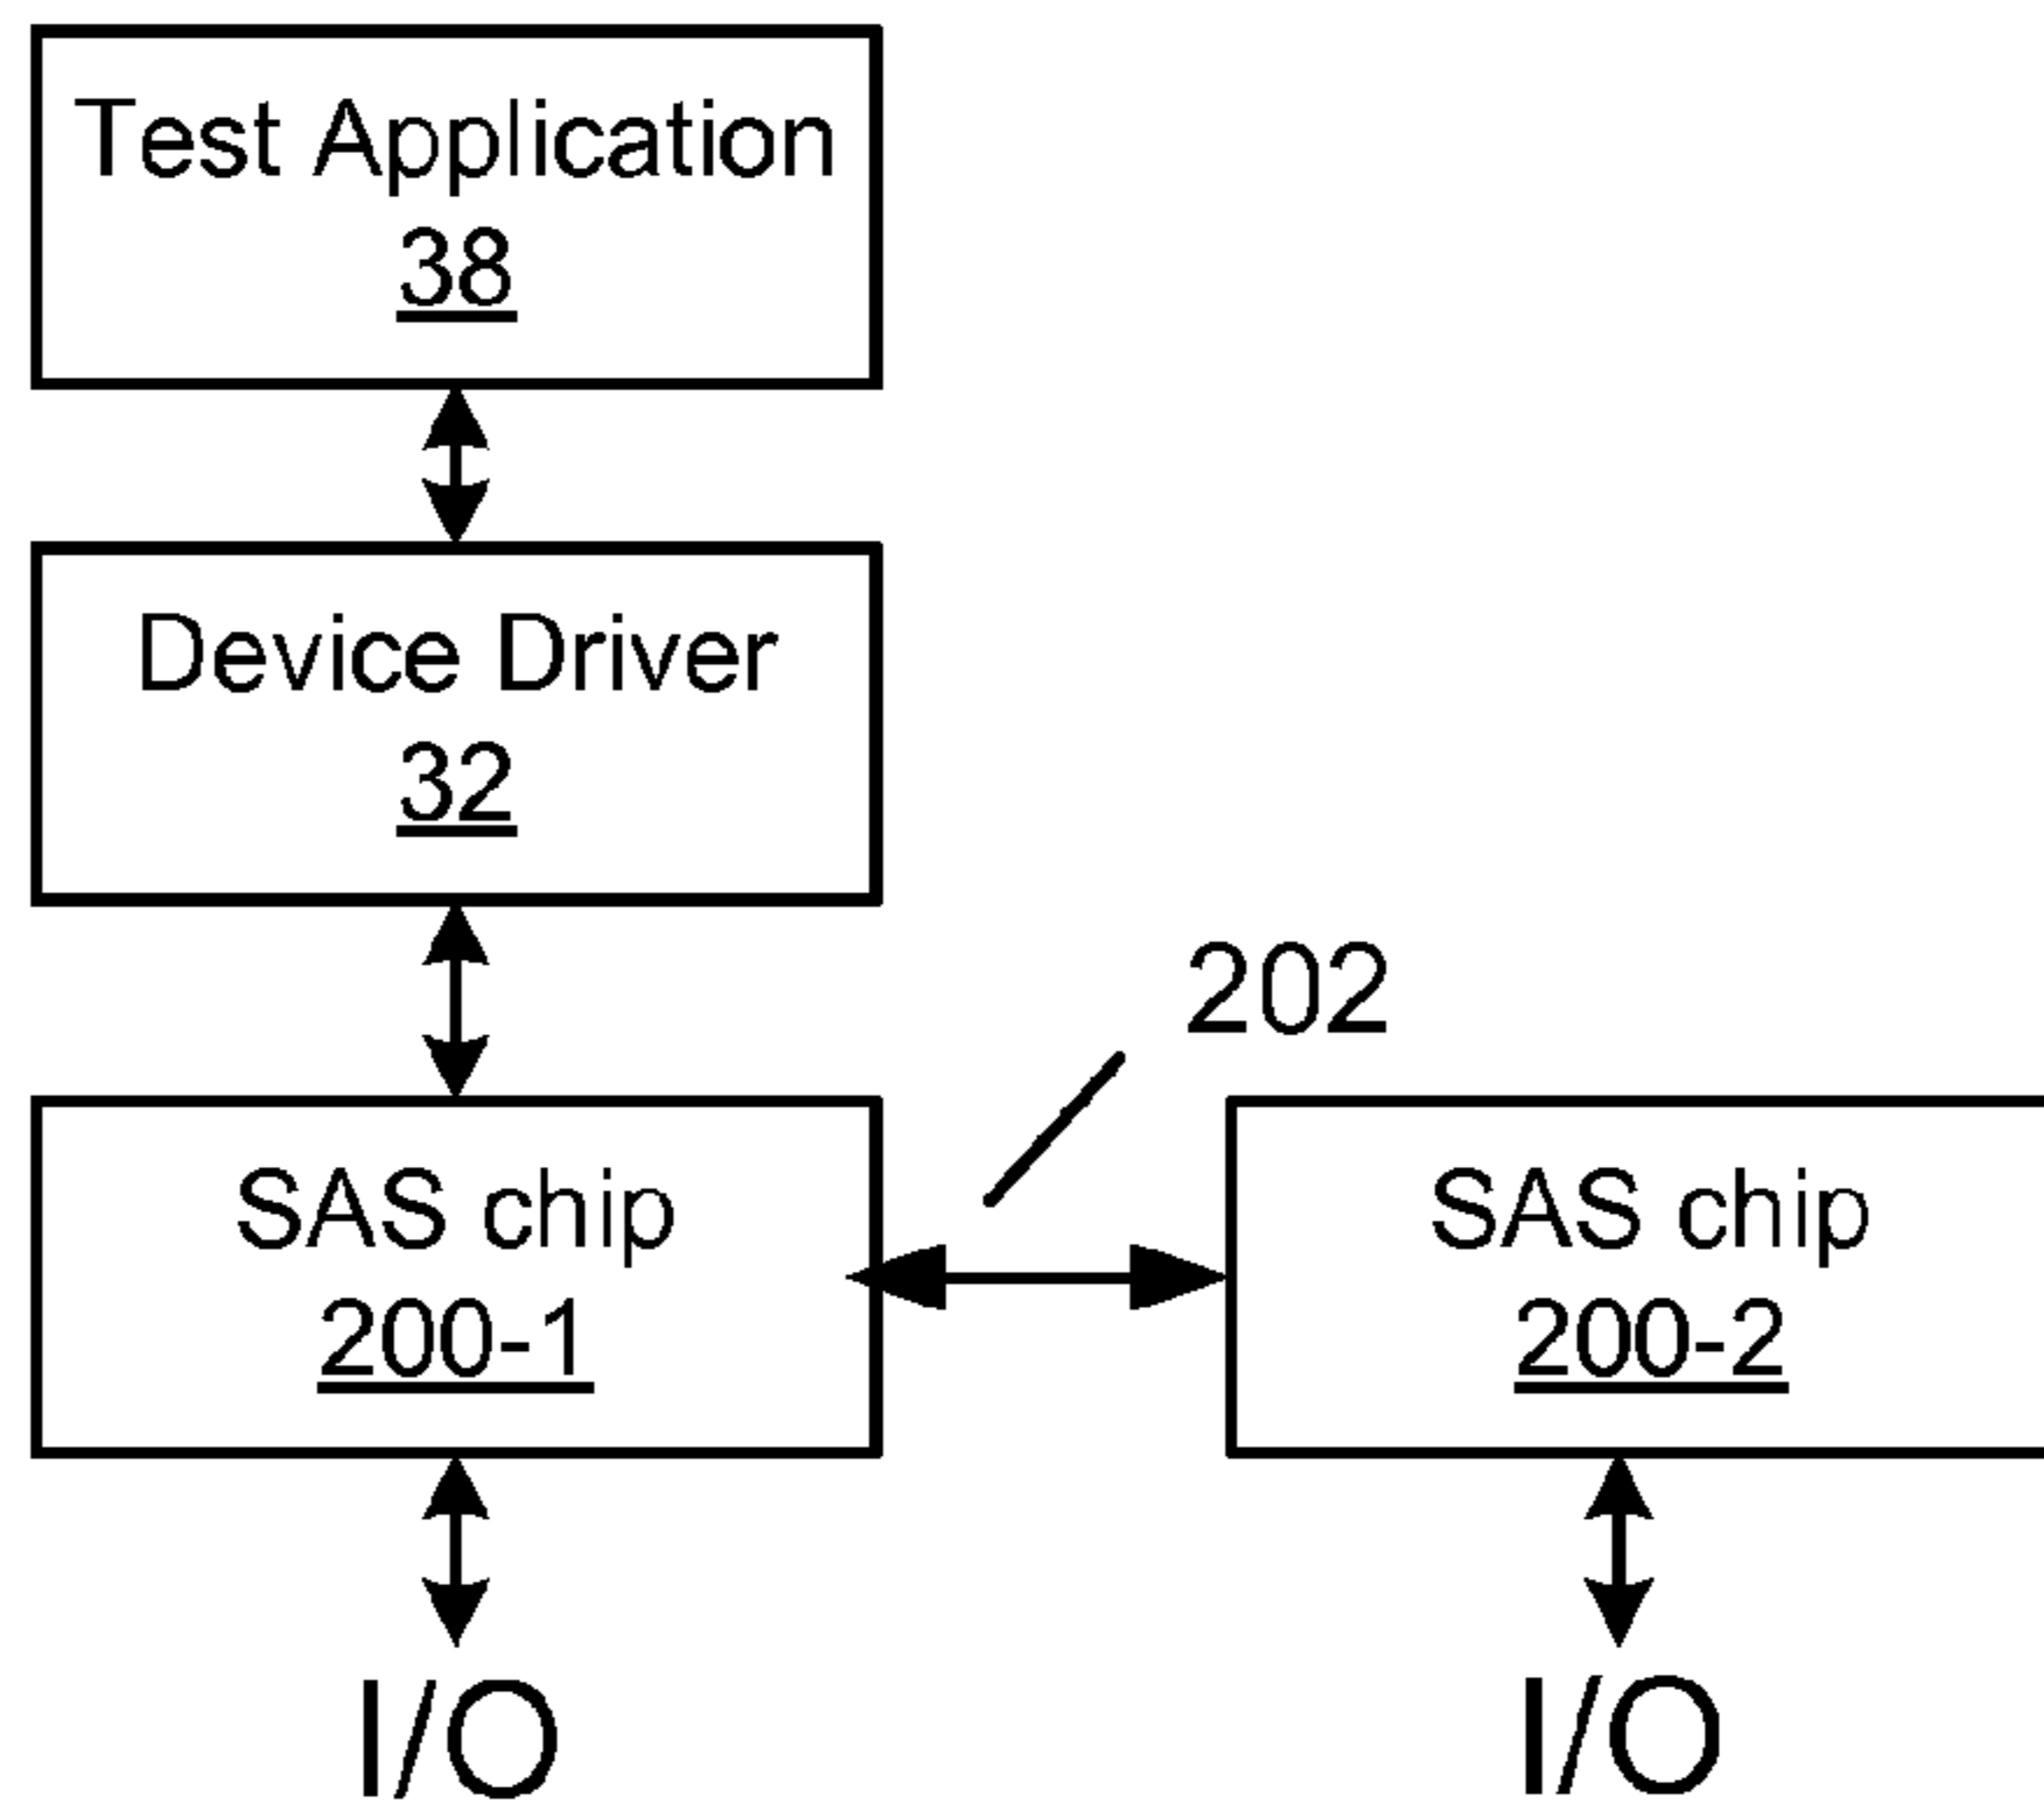 Test Application
38
Device Driver
32
202
SAS chip
200-1
SAS chip
200-2
I/O
I/O